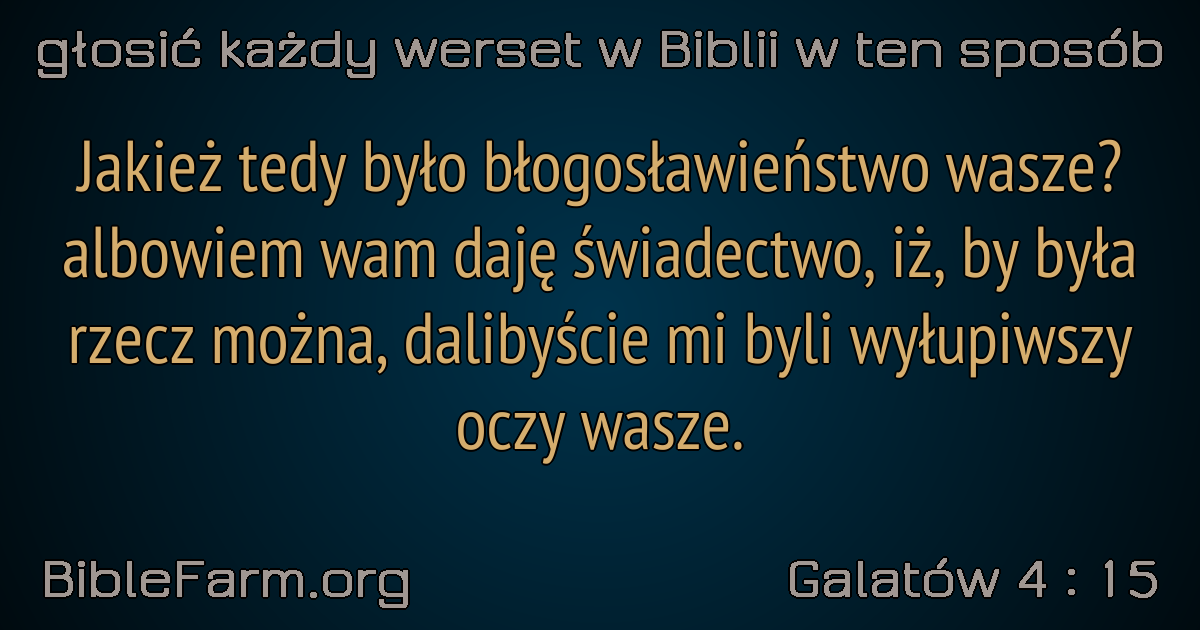 głosić każdy werset w Biblii w ten sposób
Jakież tedy było błogosławieństwo wasze?
albowiem wam daję świadectwo, iż, by była
rzecz można, dalibyście mi byli wyłupiwszy
oczy wasze.
BibleFarm.org
Galatów 4 : 15